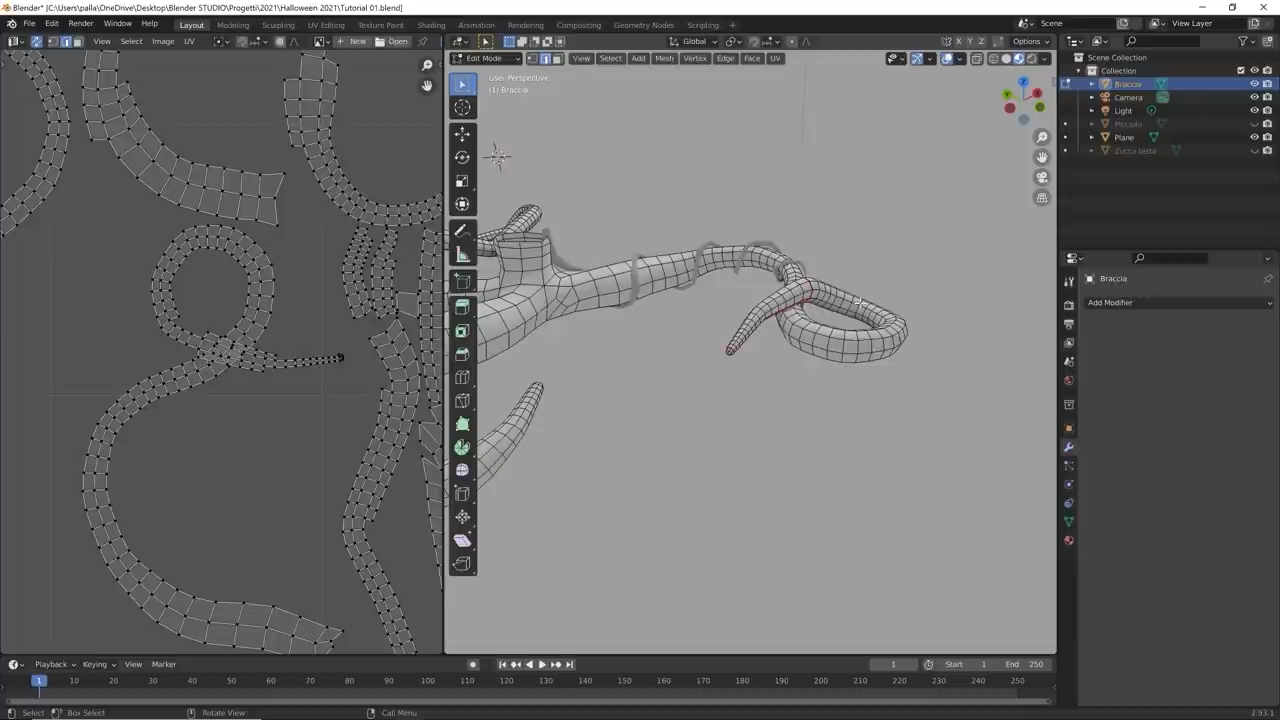 Blender* [C:\Users\palla\OneDrive\Desktop\Blender STUDIO\Progetti\2021\Halloween 2021\Tutorial 01.blend]
File Edit Render Window Help Layout Modeling Sculpting UV Editing Texture Paint Shading Animation Rendering Compositing Geometry Nodes Scripting Scene View Layer
View Select Image UV New Open Global X Y Z Options
Edit Mode View Select Add Mesh Vertex Edge Face UV
User Perspective
(1) Braccia
Scene Collection
Collection
Braccia
Camera
Light
Piccolo
Plane
Zucca testa
Braccia
Add Modifier
Playback Keying View Marker 1 Start 1 End 250
1 10 20 30 40 50 60 70 80 90 100 110 120 130 140 150 160 170 180 190 200 210 220 230 240 250
Select Box Select Rotate View Call Menu 2.93.1